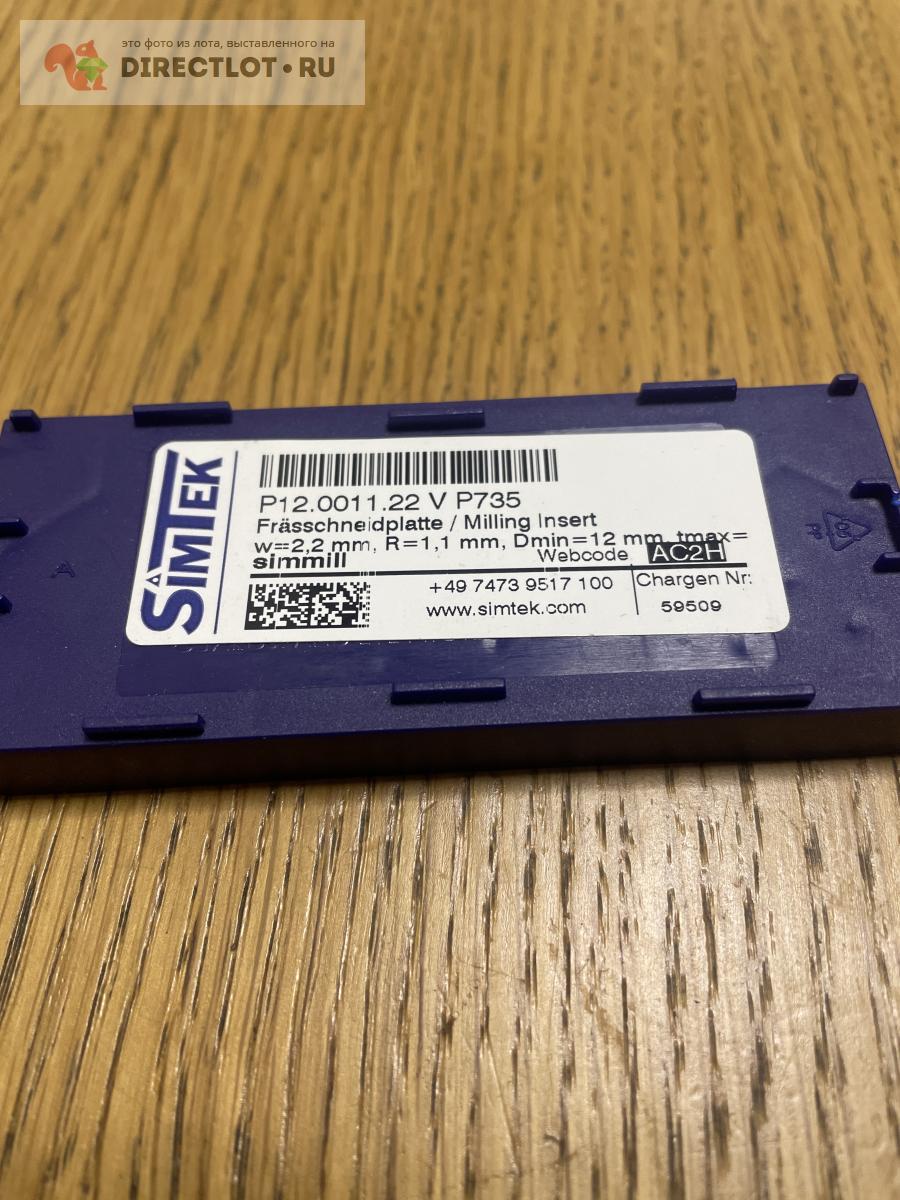 это фото из лота, выставленного на
DIRECTLOT•RU
SIMTEK
P12.0011.22 V P735
Frässchneidplatte / Milling Insert
w=2,2 mm, R=1,1 mm, Dmin=12 mm, tmax=
simmill
Webcode AC2H
+49 7473 9517 100
www.simtek.com
Chargen Nr:
59509
A